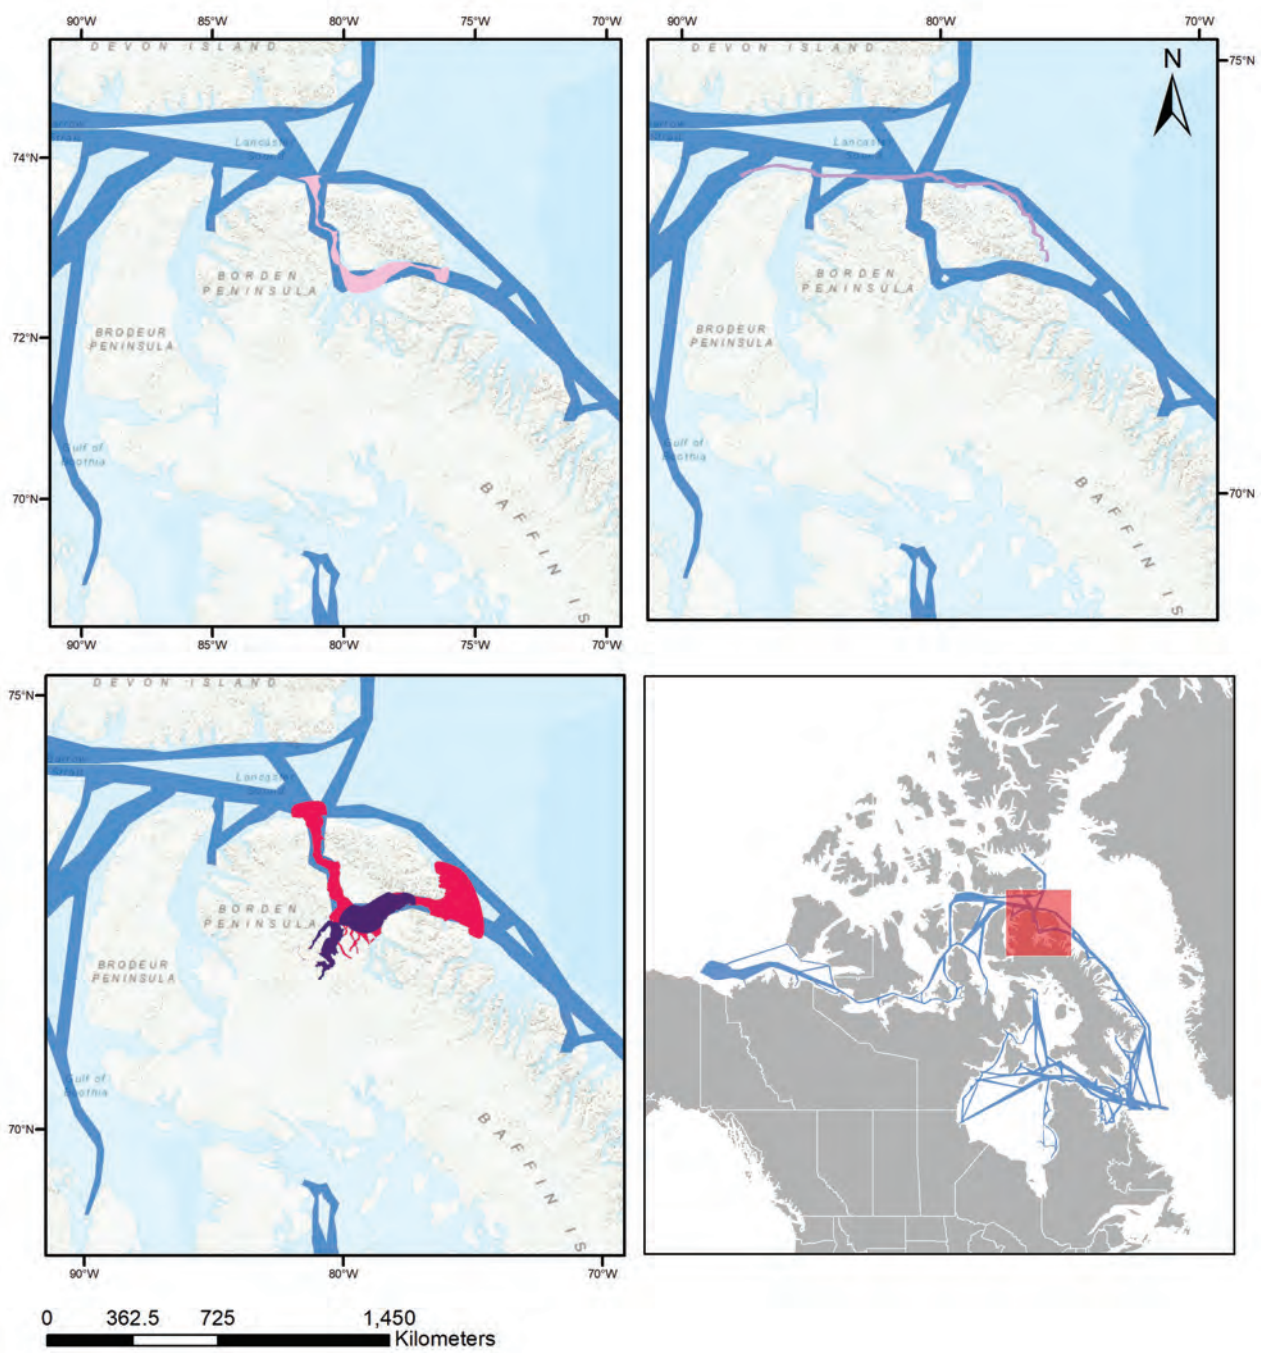 90°W 85°W 80°W 75°W 70°W
80°W 70°W
90°W
DEVON ISLAND
74°N
72°N
70°N
Lancaster
Sound
BORDEN
PENINSULA
BRODEUR
PENINSULA
Gulf of
Boothia
BAFFIN IS
90°W 85°W 80°W 75°W 70°W
DEVON ISLAND
N
75°N
Lancaster
Sound
BORDEN
PENINSULA
BRODEUR
PENINSULA
Gulf of
Boothia
70°N
BAFFIN IS
75°N
DEVON ISLAND
Lancaster
BORDEN
PENINSULA
BRODEUR
PENINSULA
Gulf of
Boothia
70°N
BAFFIN IS
90°W 80°W 70°W
0 362.5 725 1,450
Kilometers